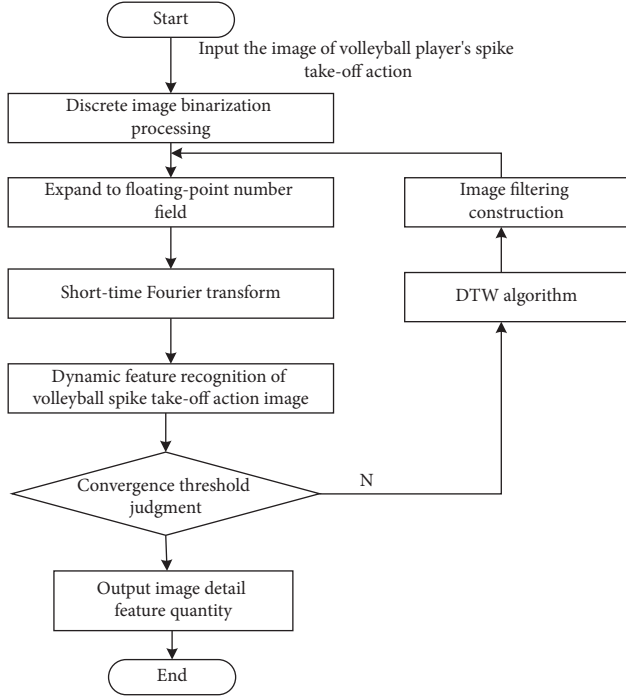 Start
Input the image of volleyball player's spike
take-off action
Discrete image binarization
processing
Expand to floating-point number
field
Image filtering
construction
Short-time Fourier transform
DTW algorithm
Dynamic feature recognition of
volleyball spike take-off action image
Convergence threshold
judgment
N
Output image detail
feature quantity
End